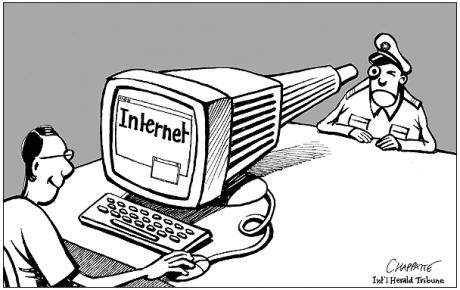 Internet
CHAPPATTE
Int'l Herald Tribune